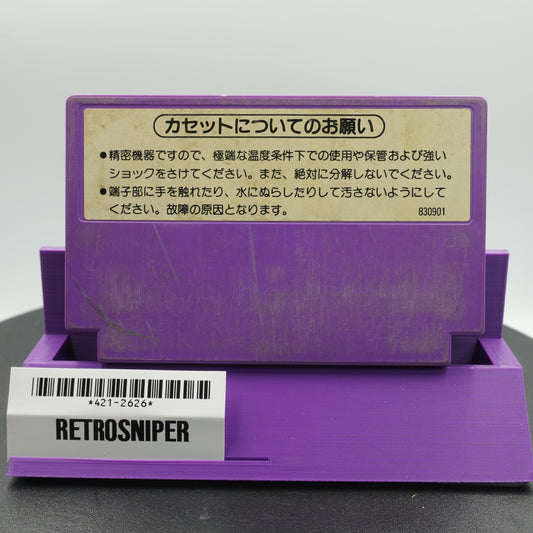 カセットについてのお願い
●精密機器ですので、極端な温度条件下での使用や保管および強い
ショックをさけてください。また、絶対に分解しないでください。
●端子部に手を触れたり、水にぬらしたりして汚さないようにして
ください。故障の原因となります。
830901
*421-2626*
RETROSNIPER